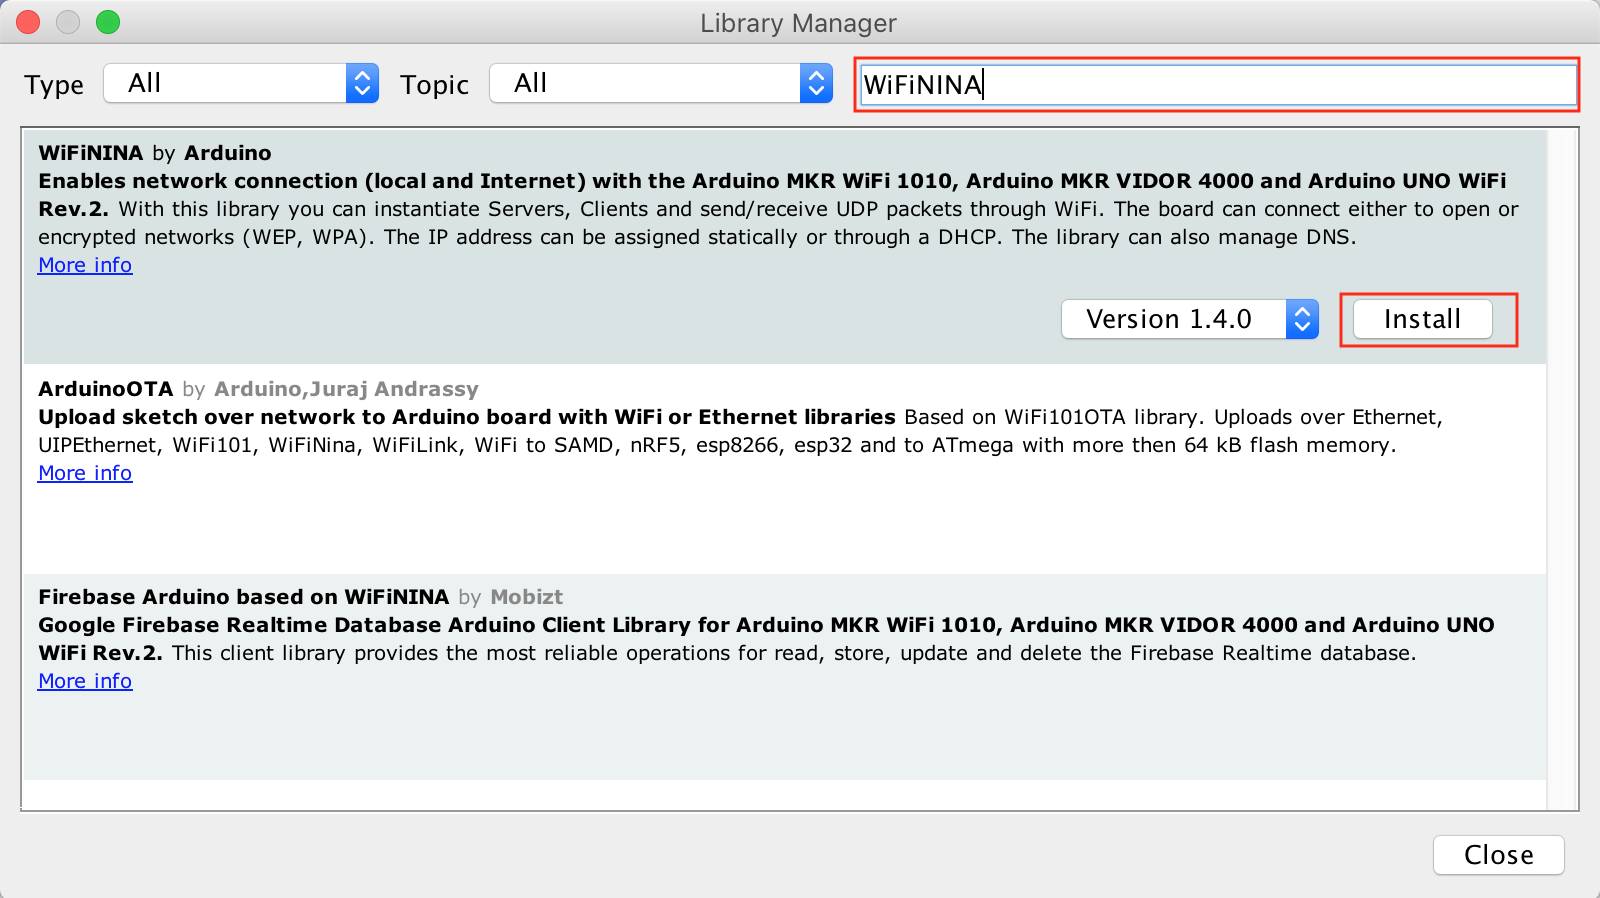 Library Manager
Type All Topic All WiFiNINA
WiFiNINA by Arduino
Enables network connection (local and Internet) with the Arduino MKR WiFi 1010, Arduino MKR VIDOR 4000 and Arduino UNO WiFi
Rev.2. With this library you can instantiate Servers, Clients and send/receive UDP packets through WiFi. The board can connect either to open or
encrypted networks (WEP, WPA). The IP address can be assigned statically or through a DHCP. The library can also manage DNS.
More info
Version 1.4.0 Install
ArduinoOTA by Arduino,Juraj Andrassy
Upload sketch over network to Arduino board with WiFi or Ethernet libraries Based on WiFi101OTA library. Uploads over Ethernet,
UIPEthernet, WiFi101, WiFiNina, WiFiLink, WiFi to SAMD, nRF5, esp8266, esp32 and to ATmega with more then 64 kB flash memory.
More info
Firebase Arduino based on WiFiNINA by Mobizt
Google Firebase Realtime Database Arduino Client Library for Arduino MKR WiFi 1010, Arduino MKR VIDOR 4000 and Arduino UNO
WiFi Rev.2. This client library provides the most reliable operations for read, store, update and delete the Firebase Realtime database.
More info
Close